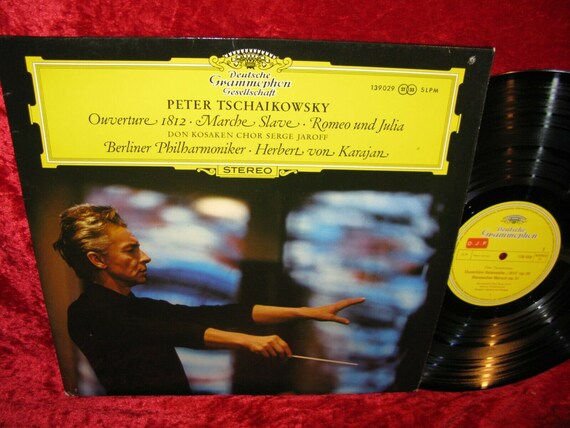 Deutsche
Grammophon
Gesellschaft
139029 SLPM
PETER TSCHAIKOWSKY
Ouverture 1812 · Marche Slave · Romeo und Julia
DON KOSAKEN CHOR SERGE JAROFF
Berliner Philharmoniker · Herbert von Karajan
STEREO
Deutsche
Grammophon